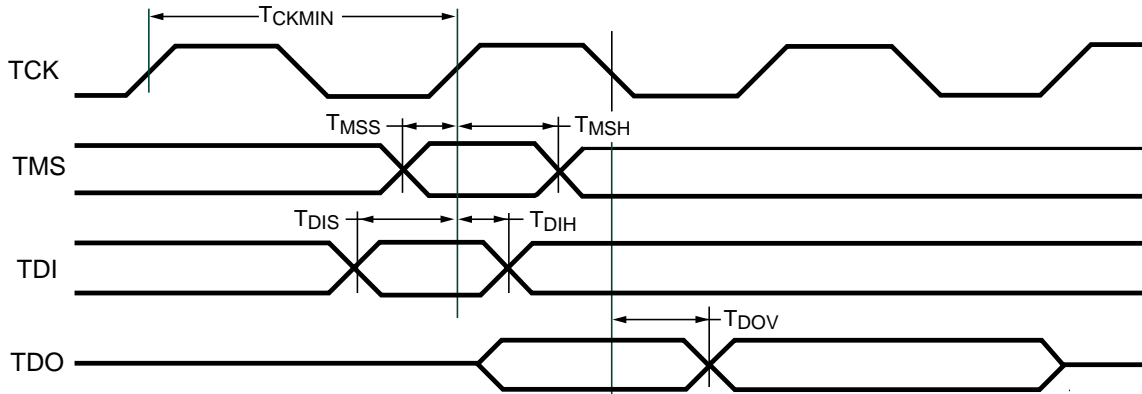 TCKMIN
TCK
TMSS TMSH
TMS
TDIS TDIH
TDI
TDOV
TDO